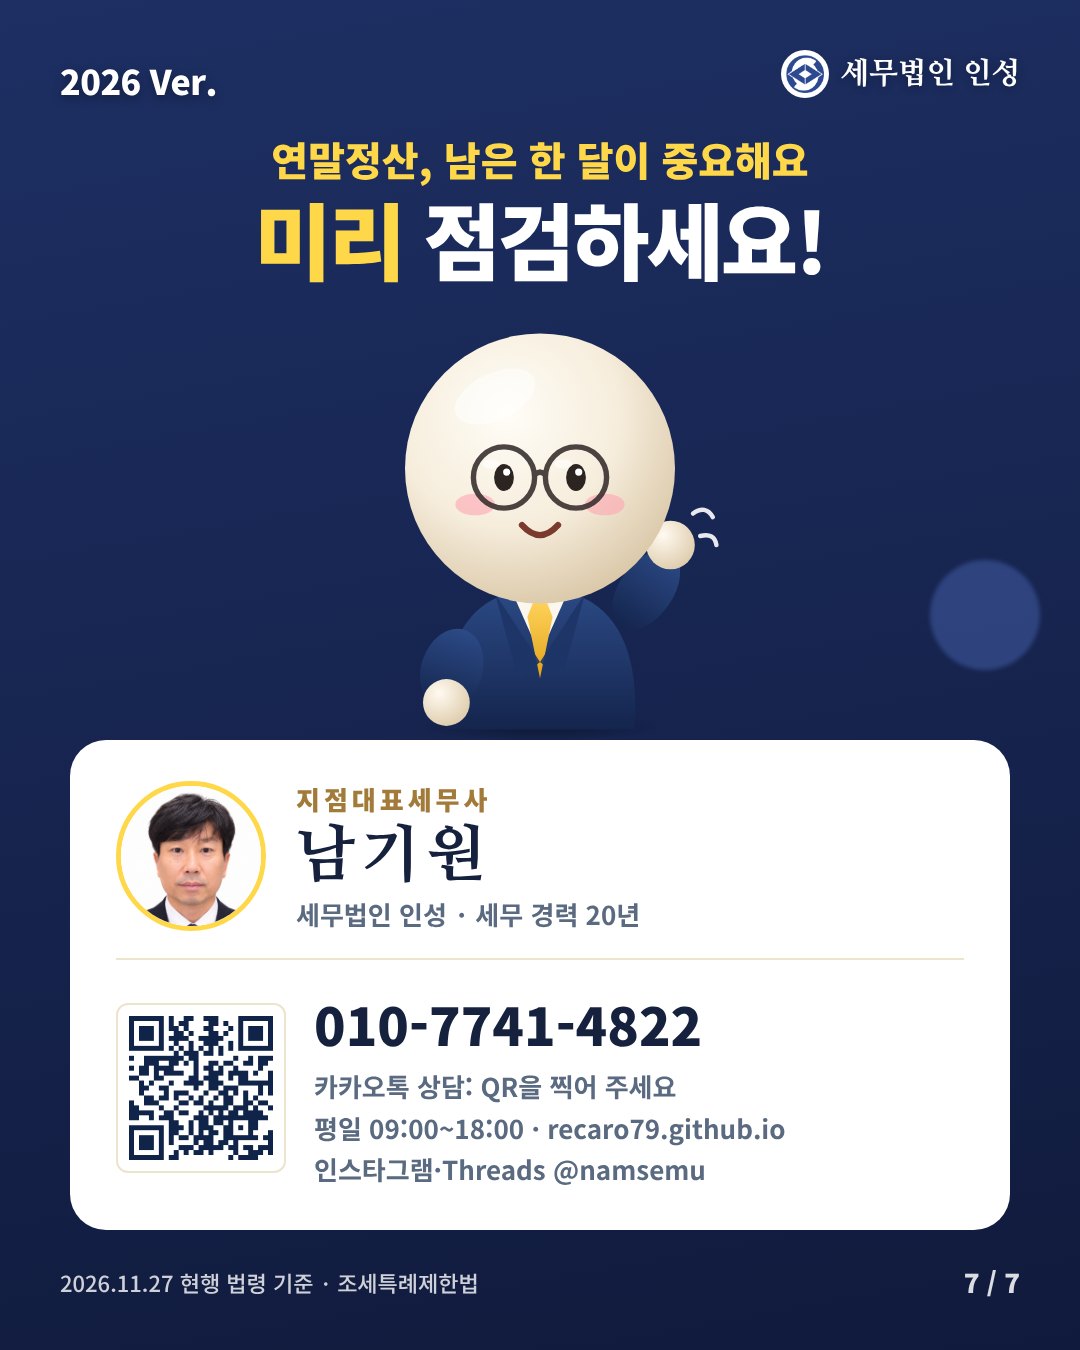 2026 Ver.
세무법인 인성
연말정산, 남은 한 달이 중요해요
미리 점검하세요!
지점대표세무사
남기원
세무법인 인성 · 세무 경력 20년
010-7741-4822
카카오톡 상담: QR을 찍어 주세요
평일 09:00~18:00 · recaro79.github.io
인스타그램·Threads @namsemu
2026.11.27 현행 법령 기준 · 조세특례제한법
7 / 7